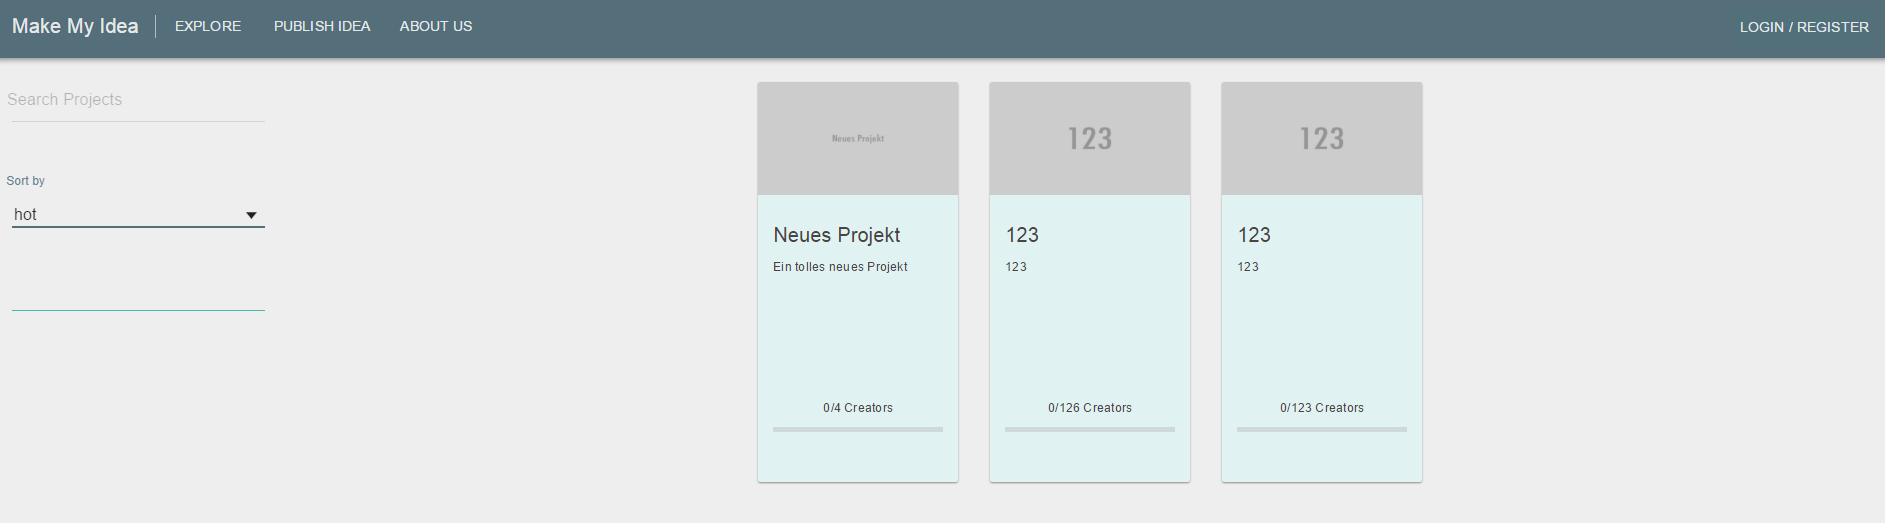 Make My Idea
EXPLORE
PUBLISH IDEA
ABOUT US
LOGIN / REGISTER
Search Projects
Sort by
hot
Neues Projekt
Neues Projekt
Ein tolles neues Projekt
0/4 Creators
123
123
123
0/126 Creators
123
123
123
0/123 Creators